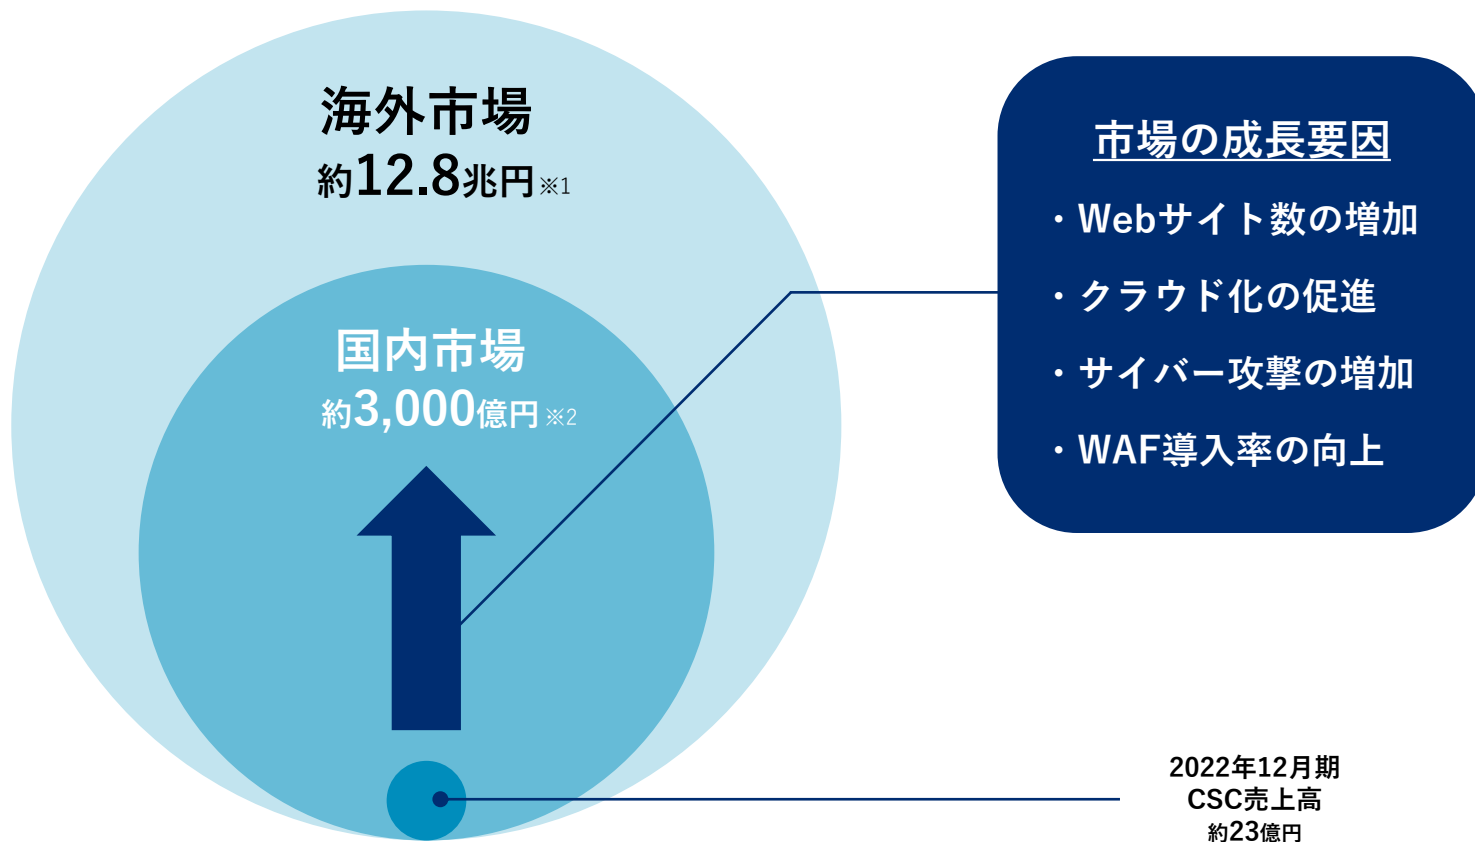 海外市場
約12.8兆円※1
国内市場
約3,000億円※2
市場の成長要因
・Webサイト数の増加
・クラウド化の促進
・サイバー攻撃の増加
・WAF導入率の向上
2022年12月期
CSC売上高
約23億円